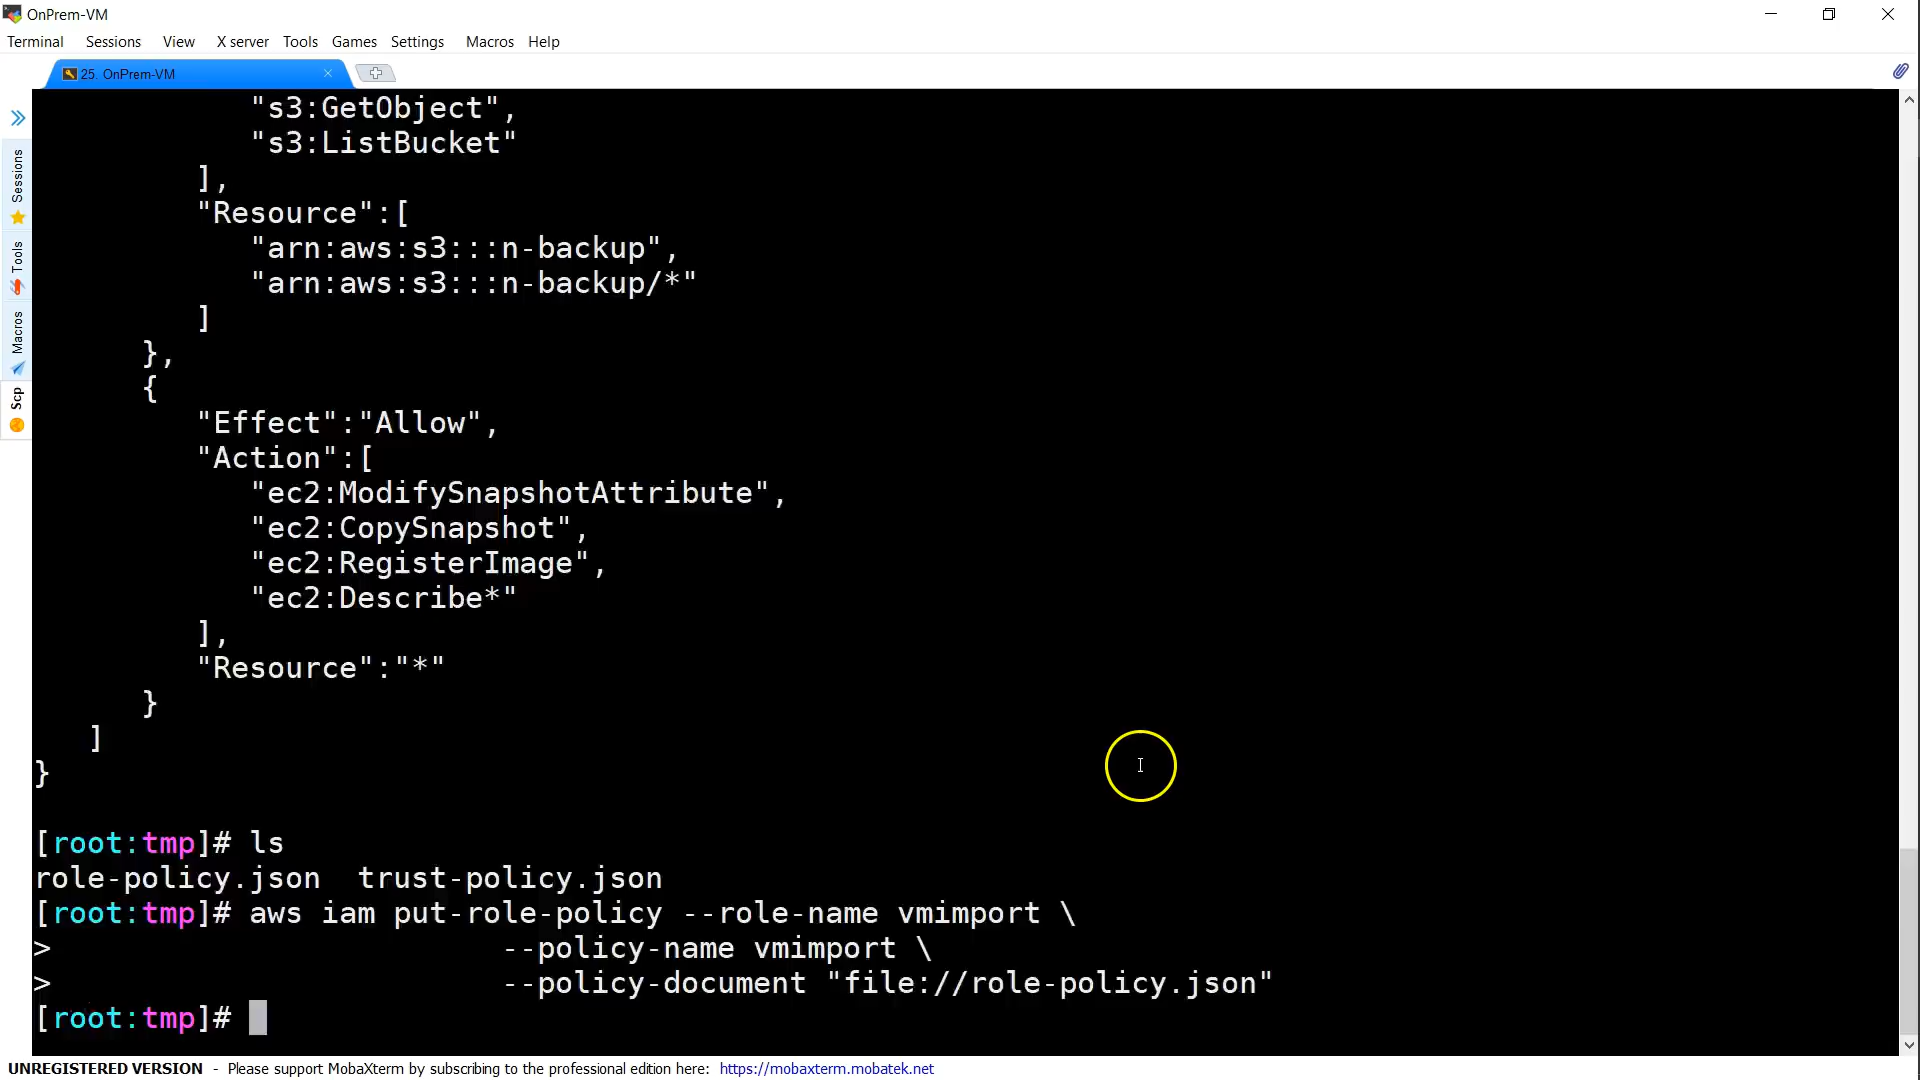 OnPrem-VM
Terminal Sessions View X server Tools Games Settings Macros Help
25. OnPrem-VM
Sessions
Tools
Macros
Scp
"s3:GetObject",
"s3:ListBucket"
],
"Resource":[
"arn:aws:s3:::n-backup",
"arn:aws:s3:::n-backup/*"
]
},
{
"Effect":"Allow",
"Action":[
"ec2:ModifySnapshotAttribute",
"ec2:CopySnapshot",
"ec2:RegisterImage",
"ec2:Describe*"
],
"Resource":"*"
}
]
}
[root:tmp]# ls
role-policy.json trust-policy.json
[root:tmp]# aws iam put-role-policy --role-name vmimport \
> --policy-name vmimport \
> --policy-document "file://role-policy.json"
[root:tmp]#
UNREGISTERED VERSION - Please support MobaXterm by subscribing to the professional edition here: https://mobaxterm.mobatek.net